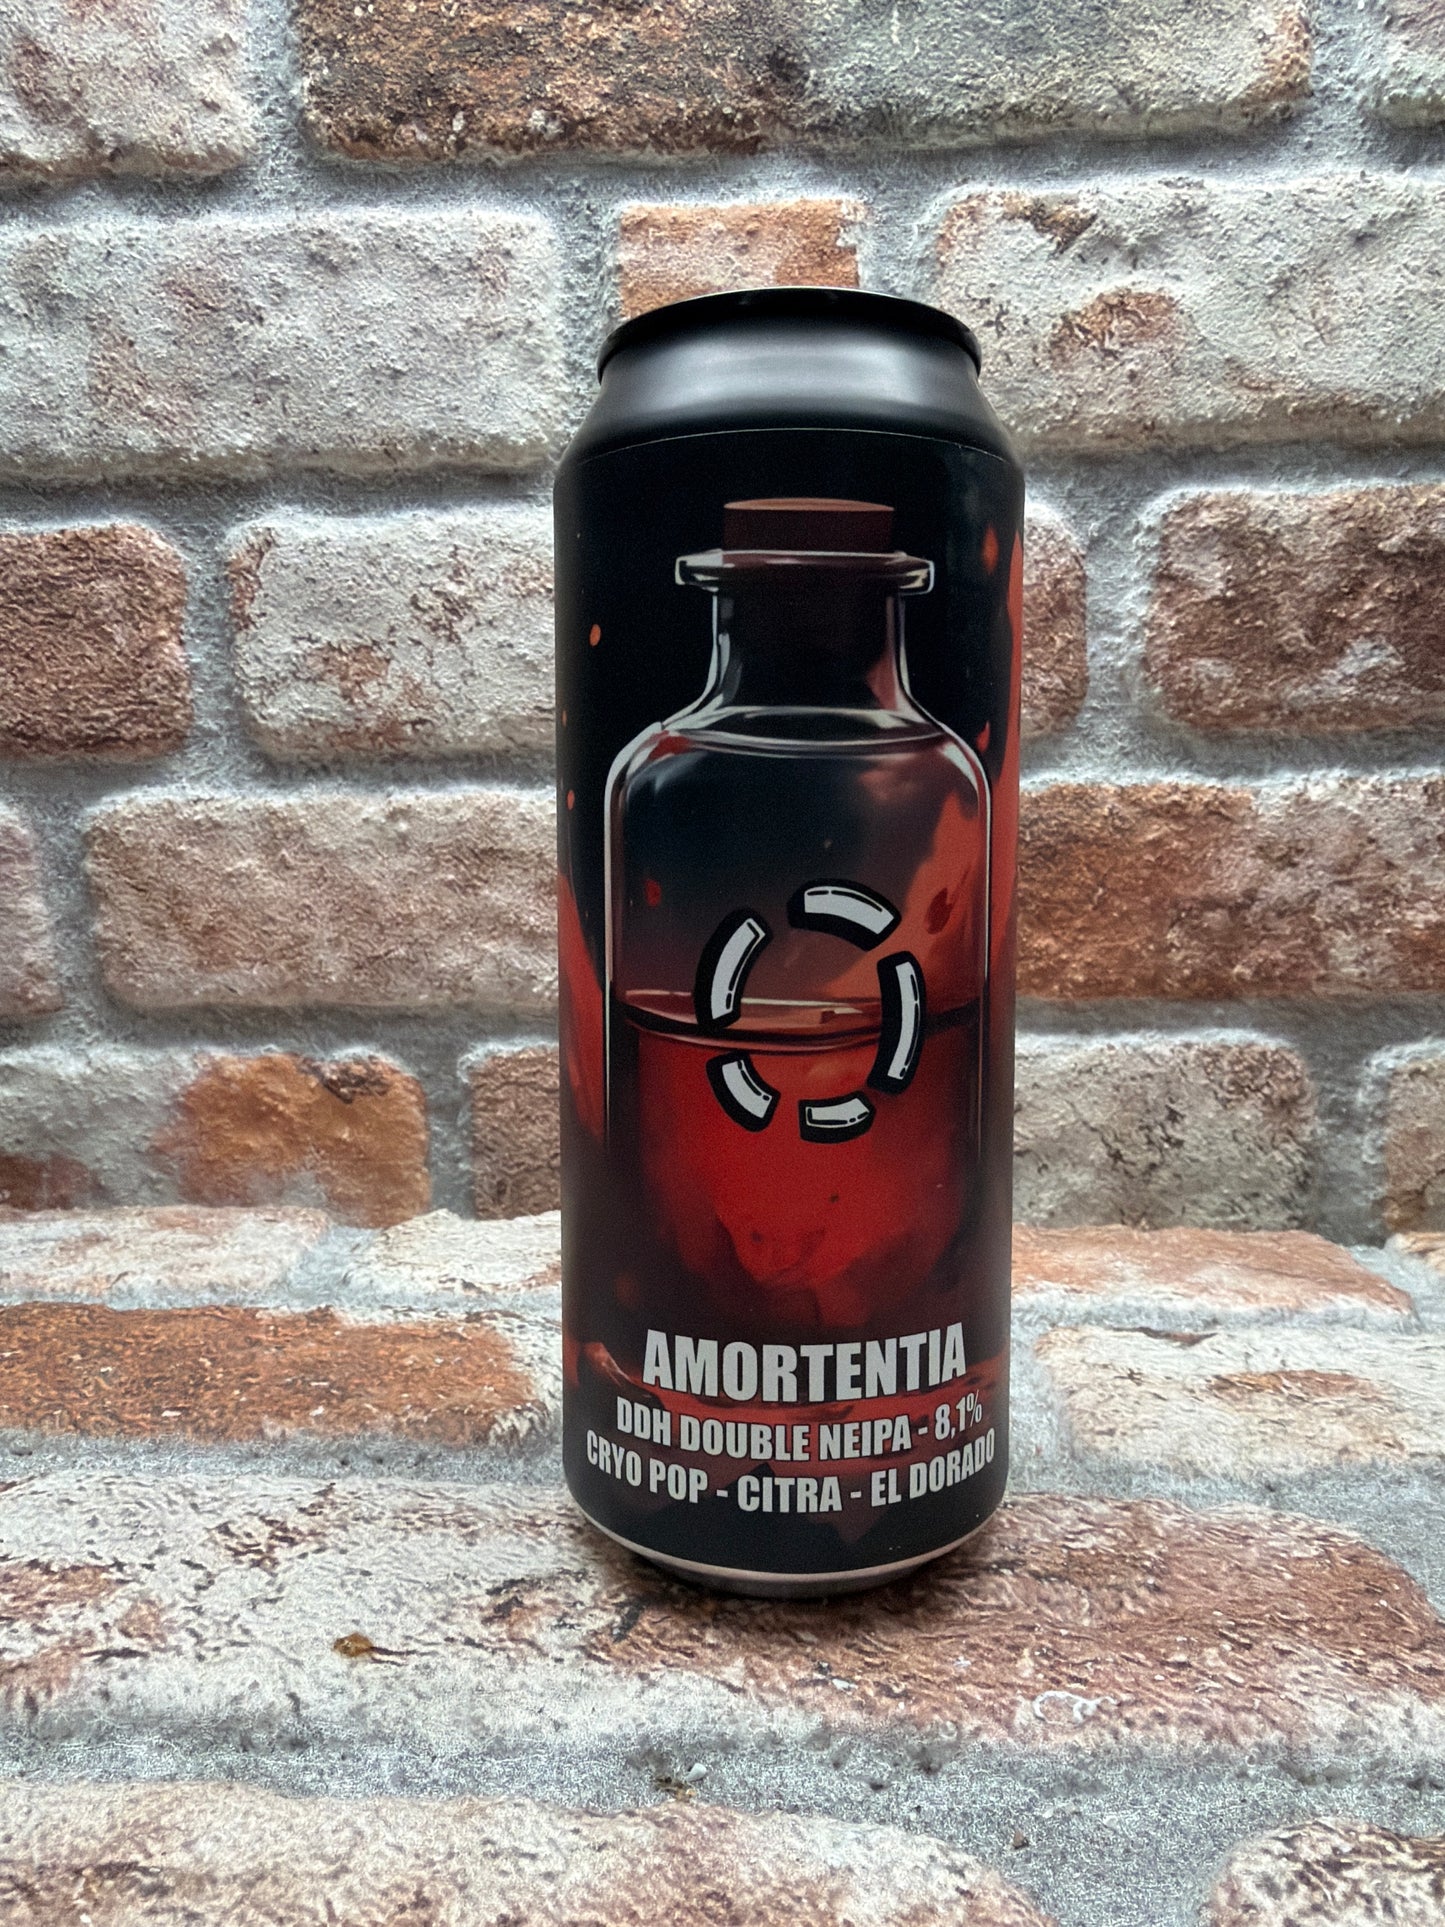 AMORTENTIA
DDH DOUBLE NEIPA - 8,1%
CRYO POP - CITRA - EL DORADO